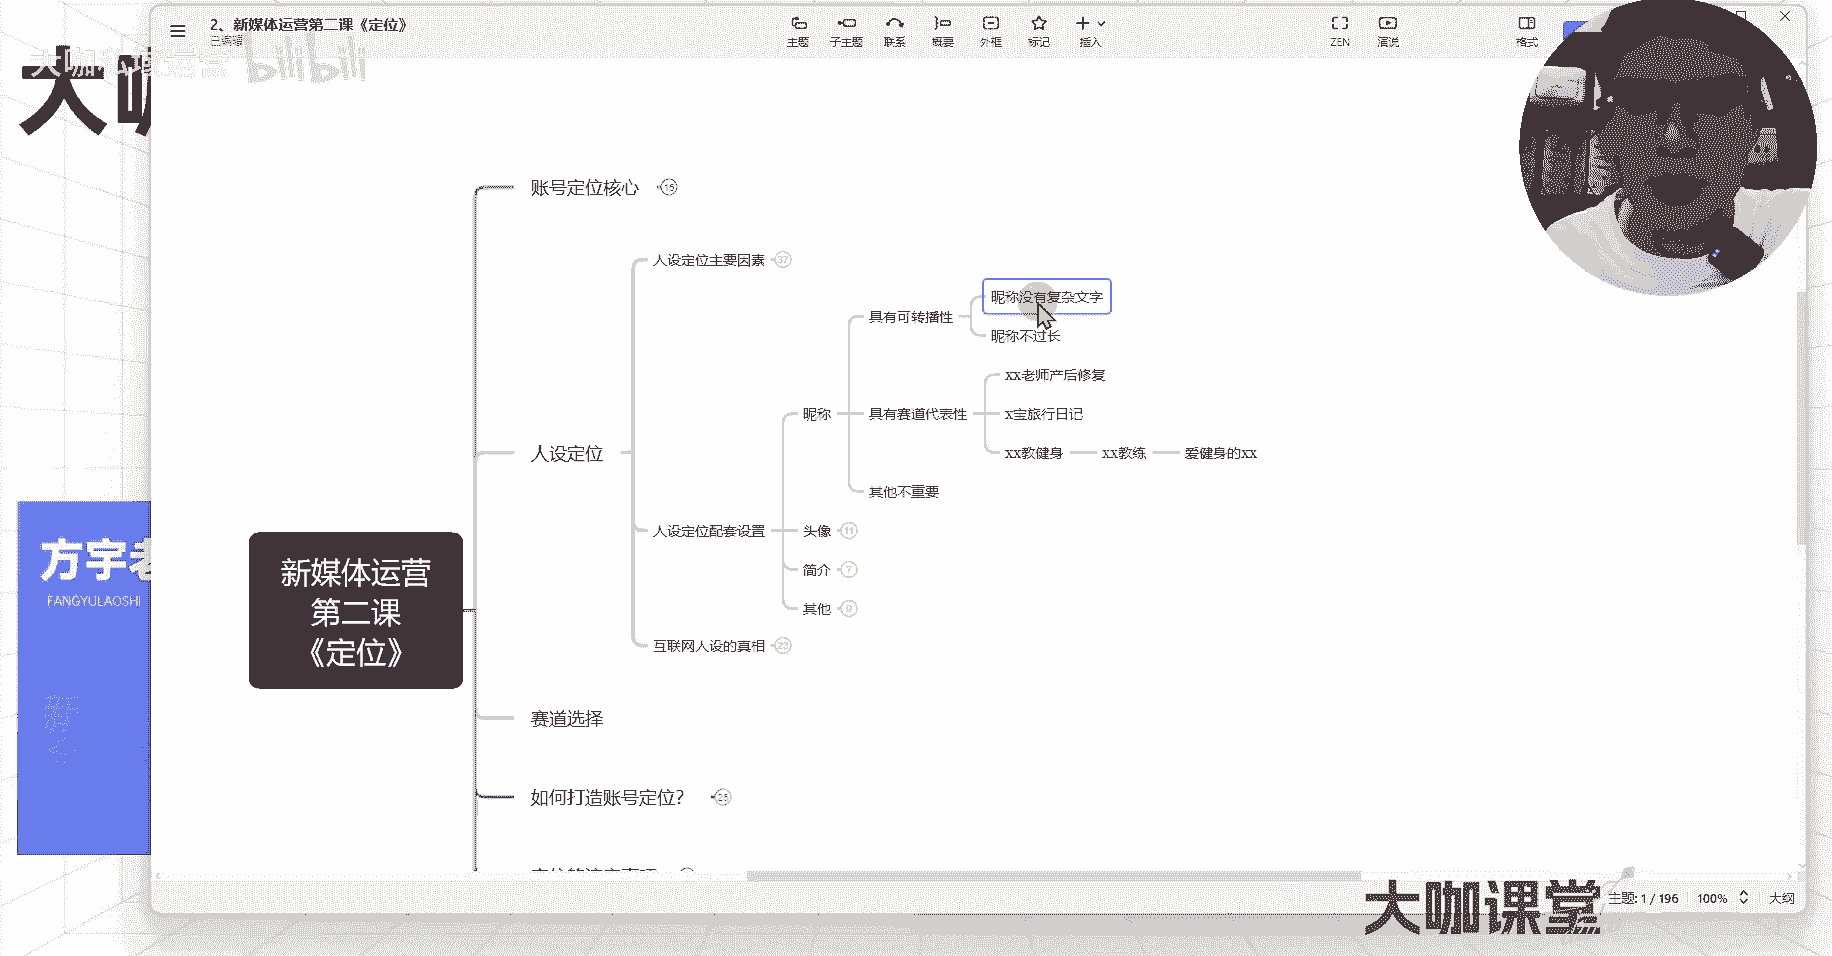 2、新媒体运营第二课《定位》
已编辑
主题
子主题
联系
概要
外框
标记
插入
ZEN
演说
格式
大咖私域运营
bilibili
大咖
账号定位核心
15
人设定位主要因素
37
昵称没有复杂文字
具有可转播性
昵称不过长
xx老师产后修复
昵称
具有赛道代表性
x宝旅行日记
人设定位
xx教健身
xx教练
爱健身的xx
其他不重要
人设定位配套设置
头像
11
简介
7
其他
9
互联网人设的真相
23
新媒体运营
第二课
《定位》
方宇老
FANGYULAOSHI
赛道选择
如何打造账号定位？
25
大咖课堂
主题: 1 / 196
100%
大纲